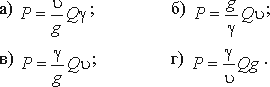 а) P = υ/g Qγ ; б) P = g/γ Qυ ;
в) P = γ/g Qυ ; г) P = γ/υ Qg .